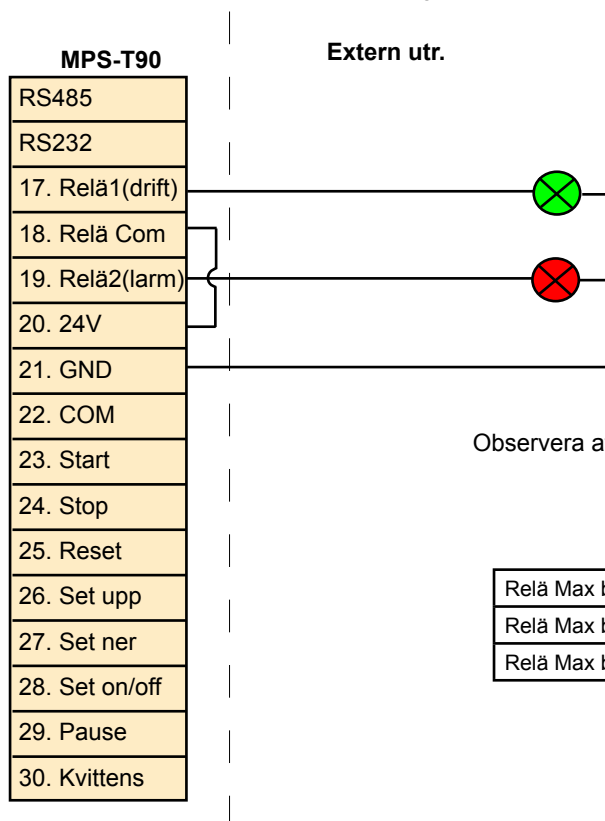 MPS-T90
Extern utr.
RS485
RS232
17. Relä1(drift)
18. Relä Com
19. Relä2(larm)
20. 24V
21. GND
22. COM
23. Start
24. Stop
25. Reset
26. Set upp
27. Set ner
28. Set on/off
29. Pause
30. Kvittens
Observera a
Relä Max b
Relä Max b
Relä Max b